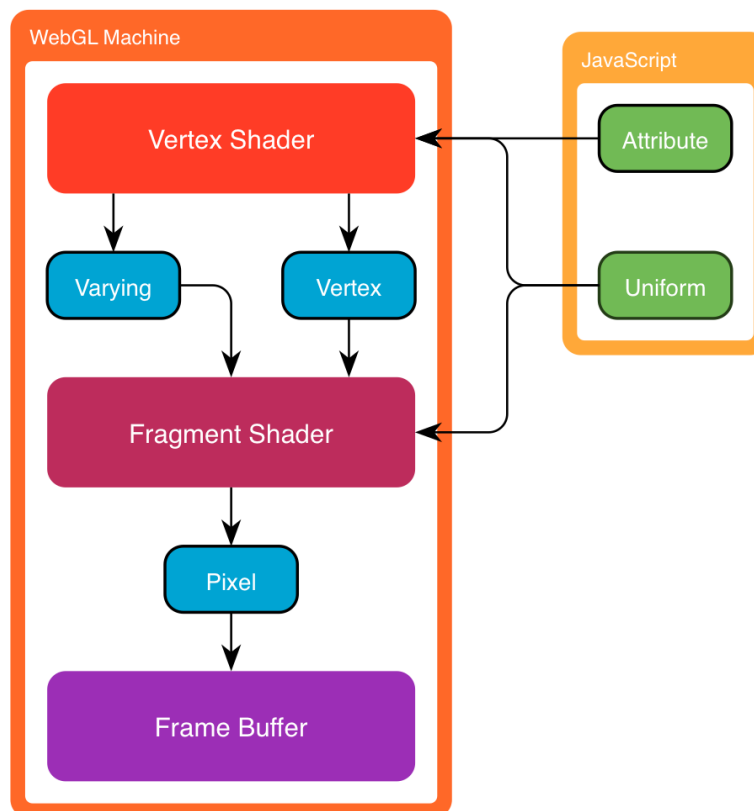 WebGL Machine
JavaScript
Vertex Shader
Attribute
Varying
Vertex
Uniform
Fragment Shader
Pixel
Frame Buffer